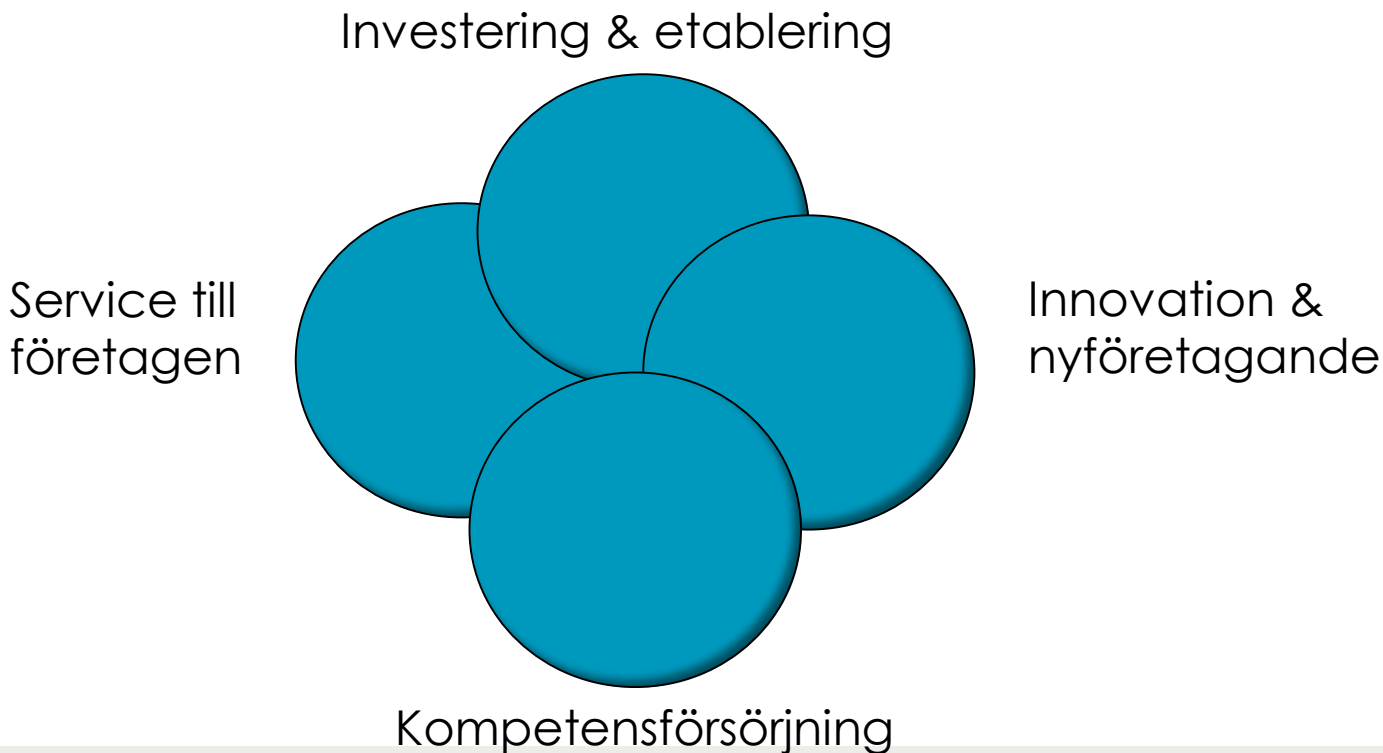 Investering & etablering
Service till
företagen
Innovation &
nyföretagande
Kompetensförsörjning